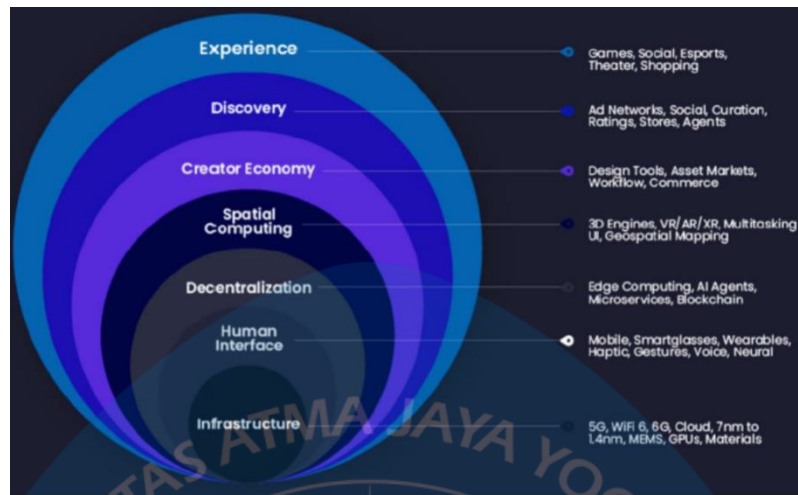 Experience
Games, Social, Esports,
Theater, Shopping
Discovery
Ad Networks, Social, Curation,
Ratings, Stores, Agents
Creator Economy
Design Tools, Asset Markets,
Workflow, Commerce
Spatial
Computing
3D Engines, VR/AR/XR, Multitasking
UI, Geospatial Mapping
Decentralization
Edge Computing, AI Agents,
Microservices, Blockchain
Human
Interface
Mobile, Smartglasses, Wearables,
Haptic, Gestures, Voice, Neural
Infrastructure
5G, WiFi 6, 6G, Cloud, 7nm to
1.4nm, MEMS, GPUs, Materials
TAS ATMA JAYA YO